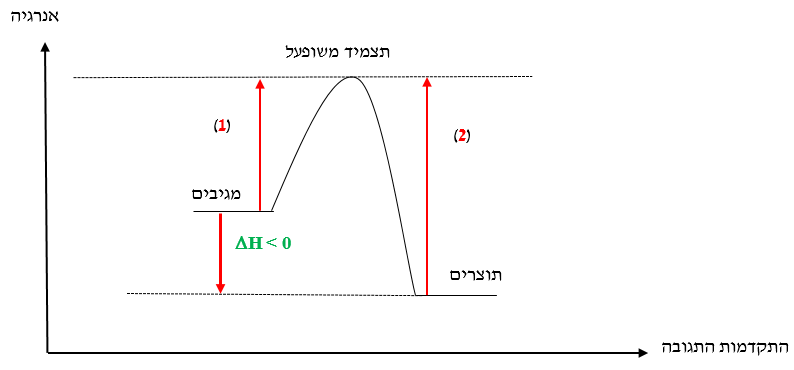 אנרגיה
תצמיד משופעל
(1)
(2)
מגיבים
ΔH < 0
תוצרים
התקדמות התגובה